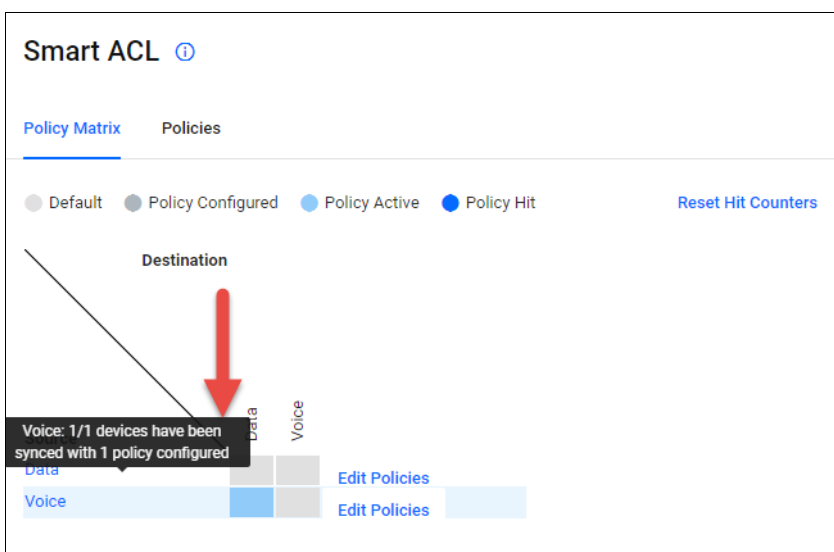 Smart ACL
Policy Matrix Policies
Default Policy Configured Policy Active Policy Hit Reset Hit Counters
Destination
Data Voice
Voice: 1/1 devices have been
synced with 1 policy configured
Data Edit Policies
Voice Edit Policies